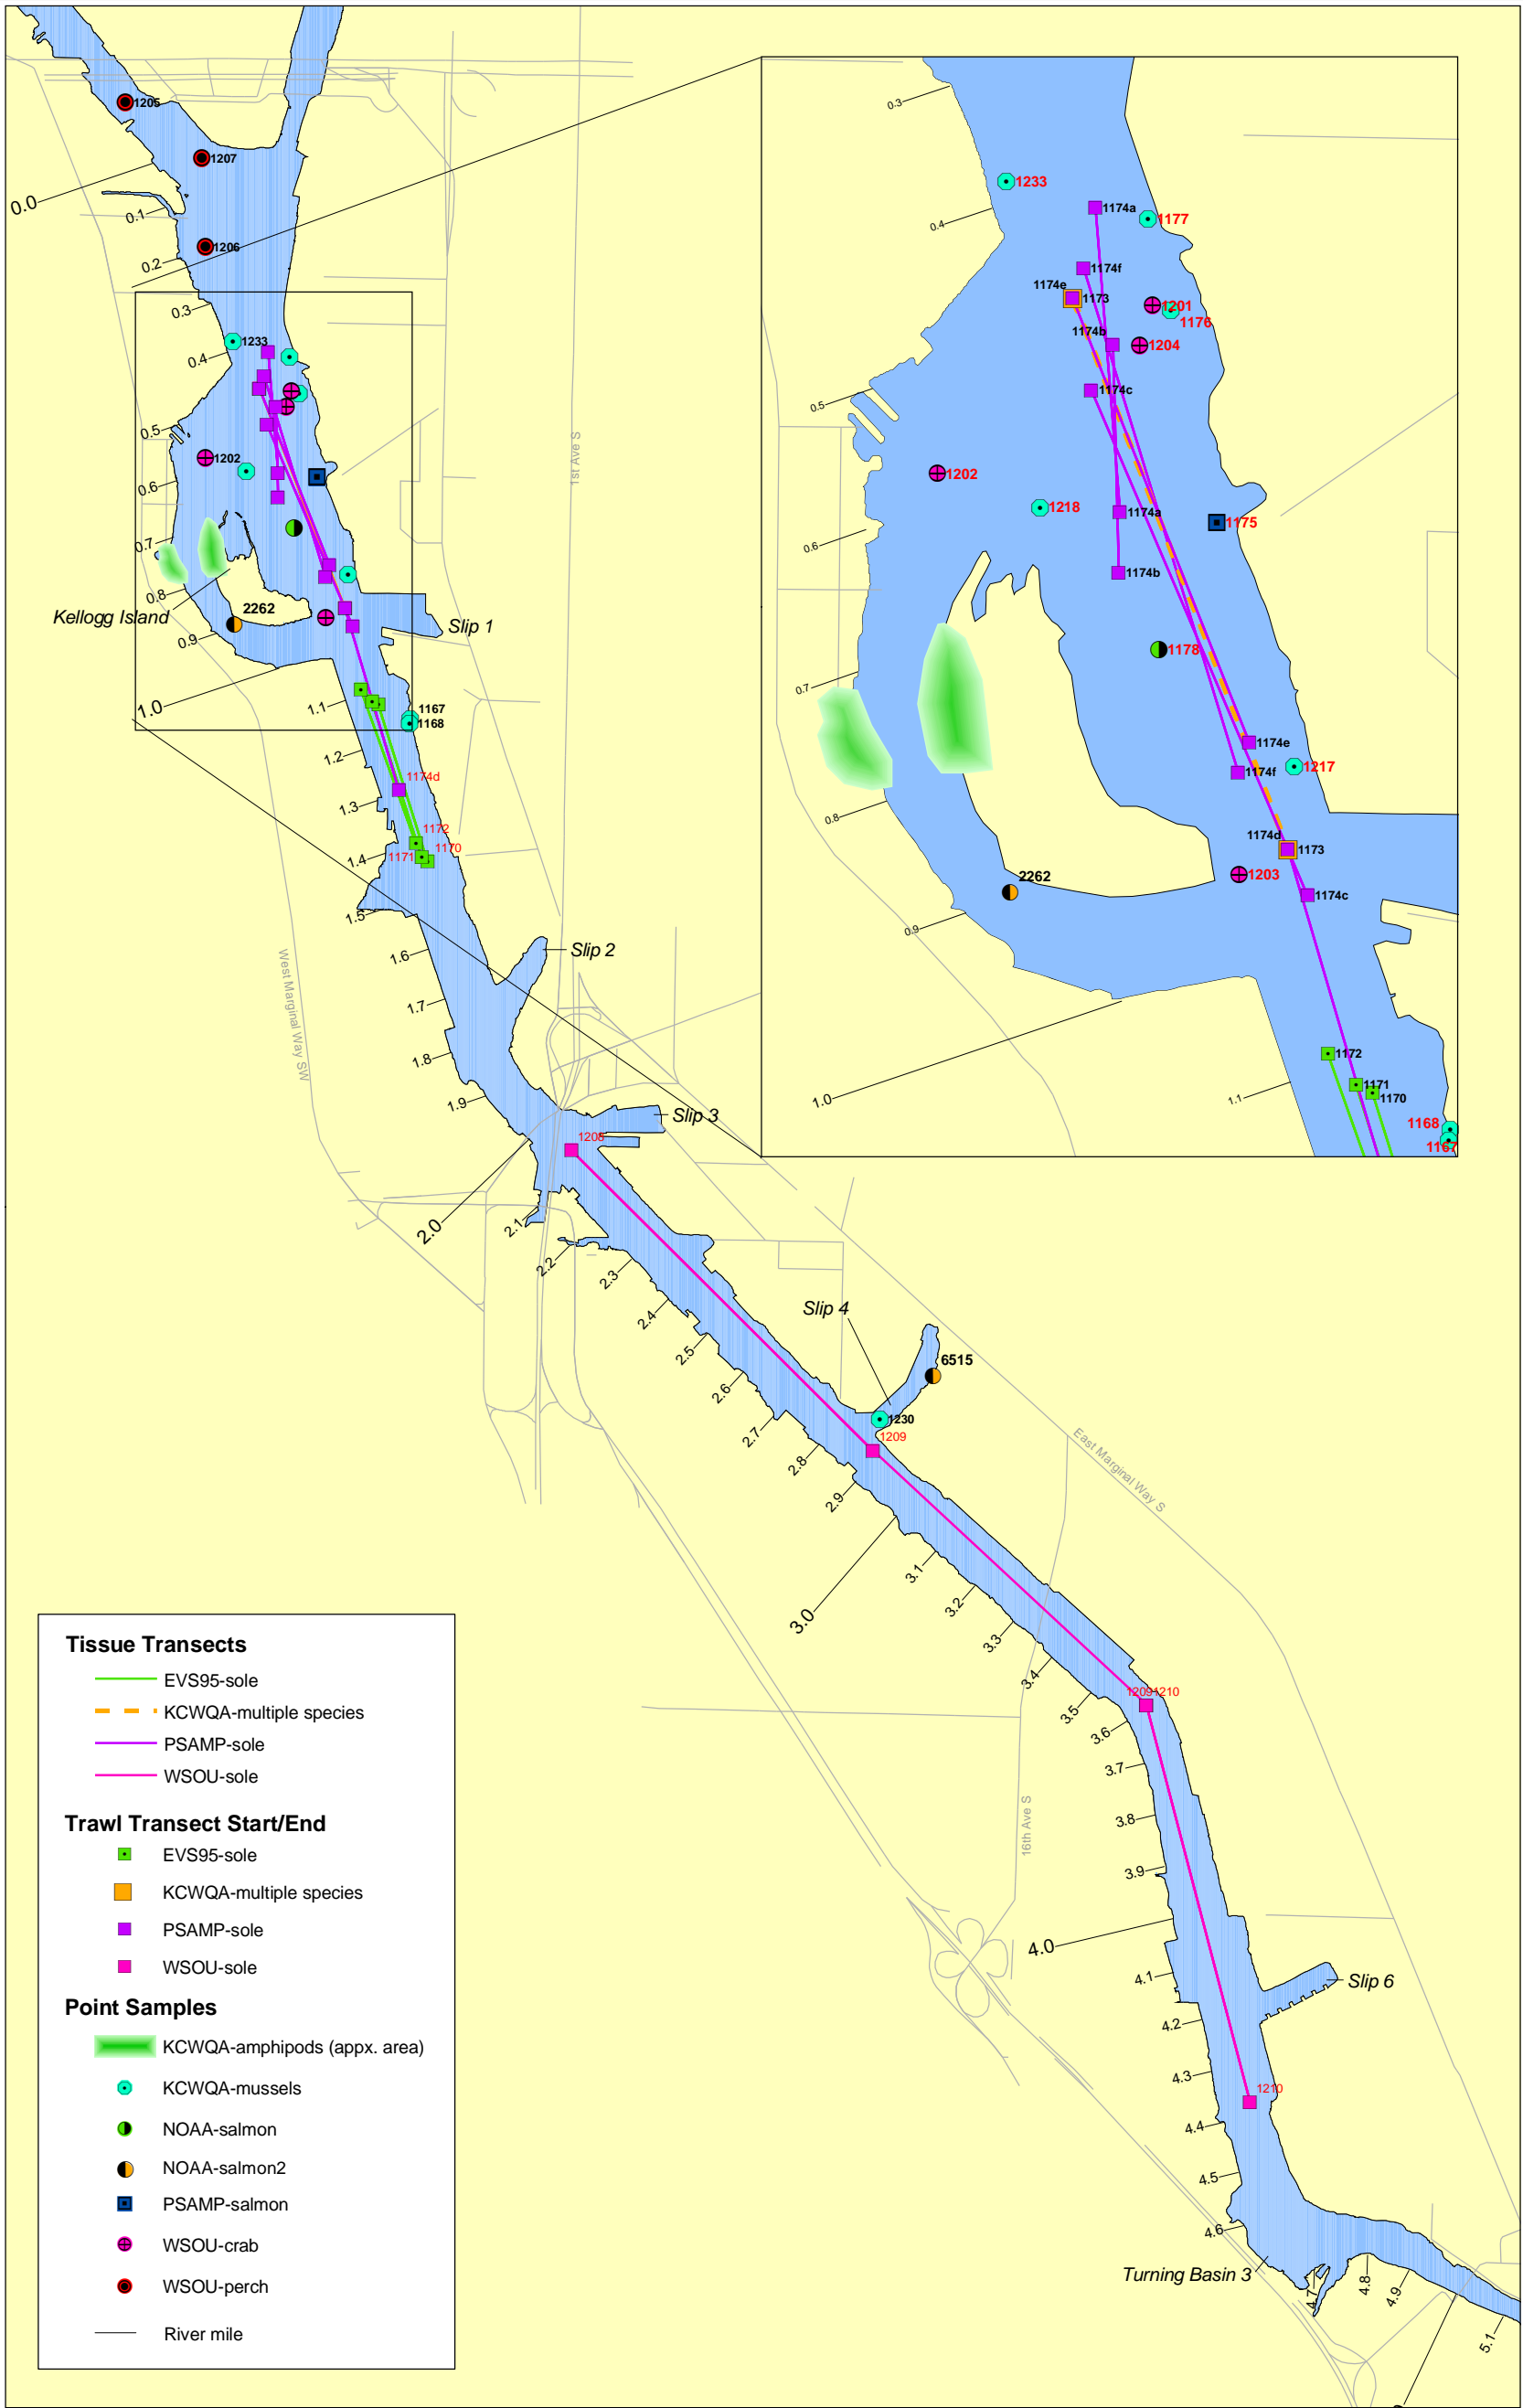 1205
1207
0.0
0.1
1206
0.2
0.3
1233
0.4
0.5
1202
0.6
0.7
0.8
Kellogg Island
2262
0.9
Slip 1
1.0
1.1
1167
1168
1.2
1174d
1.3
1172
1.4
1171
1170
1.5
1st Ave S
1.6
Slip 2
West Marginal Way SW
1.7
1.8
1.9
Slip 3
1208
2.0
2.1
2.2
2.3
2.4
Slip 4
2.5
6515
2.6
1230
2.7
1209
2.8
East Marginal Way S
2.9
3.0
3.1
3.2
3.3
3.4
12091210
3.5
3.6
3.7
16th Ave S
3.8
3.9
4.0
4.1
Slip 6
4.2
4.3
1210
4.4
4.5
4.6
Turning Basin 3
4.7
4.8
4.9
5.1
0.3
1233
1174a
1177
0.4
1174f
1174e
1173
1201
1176
1174b
1204
1174c
0.5
1202
1218
1174a
1175
0.6
1174b
1178
0.7
1174e
1217
1174f
0.8
1174d
1173
1203
2262
1174c
0.9
1172
1171
1170
1.0
1.1
1168
1167
Tissue Transects
EVS95-sole
KCWQA-multiple species
PSAMP-sole
WSOU-sole
Trawl Transect Start/End
EVS95-sole
KCWQA-multiple species
PSAMP-sole
WSOU-sole
Point Samples
KCWQA-amphipods (appx. area)
KCWQA-mussels
NOAA-salmon
NOAA-salmon2
PSAMP-salmon
WSOU-crab
WSOU-perch
River mile